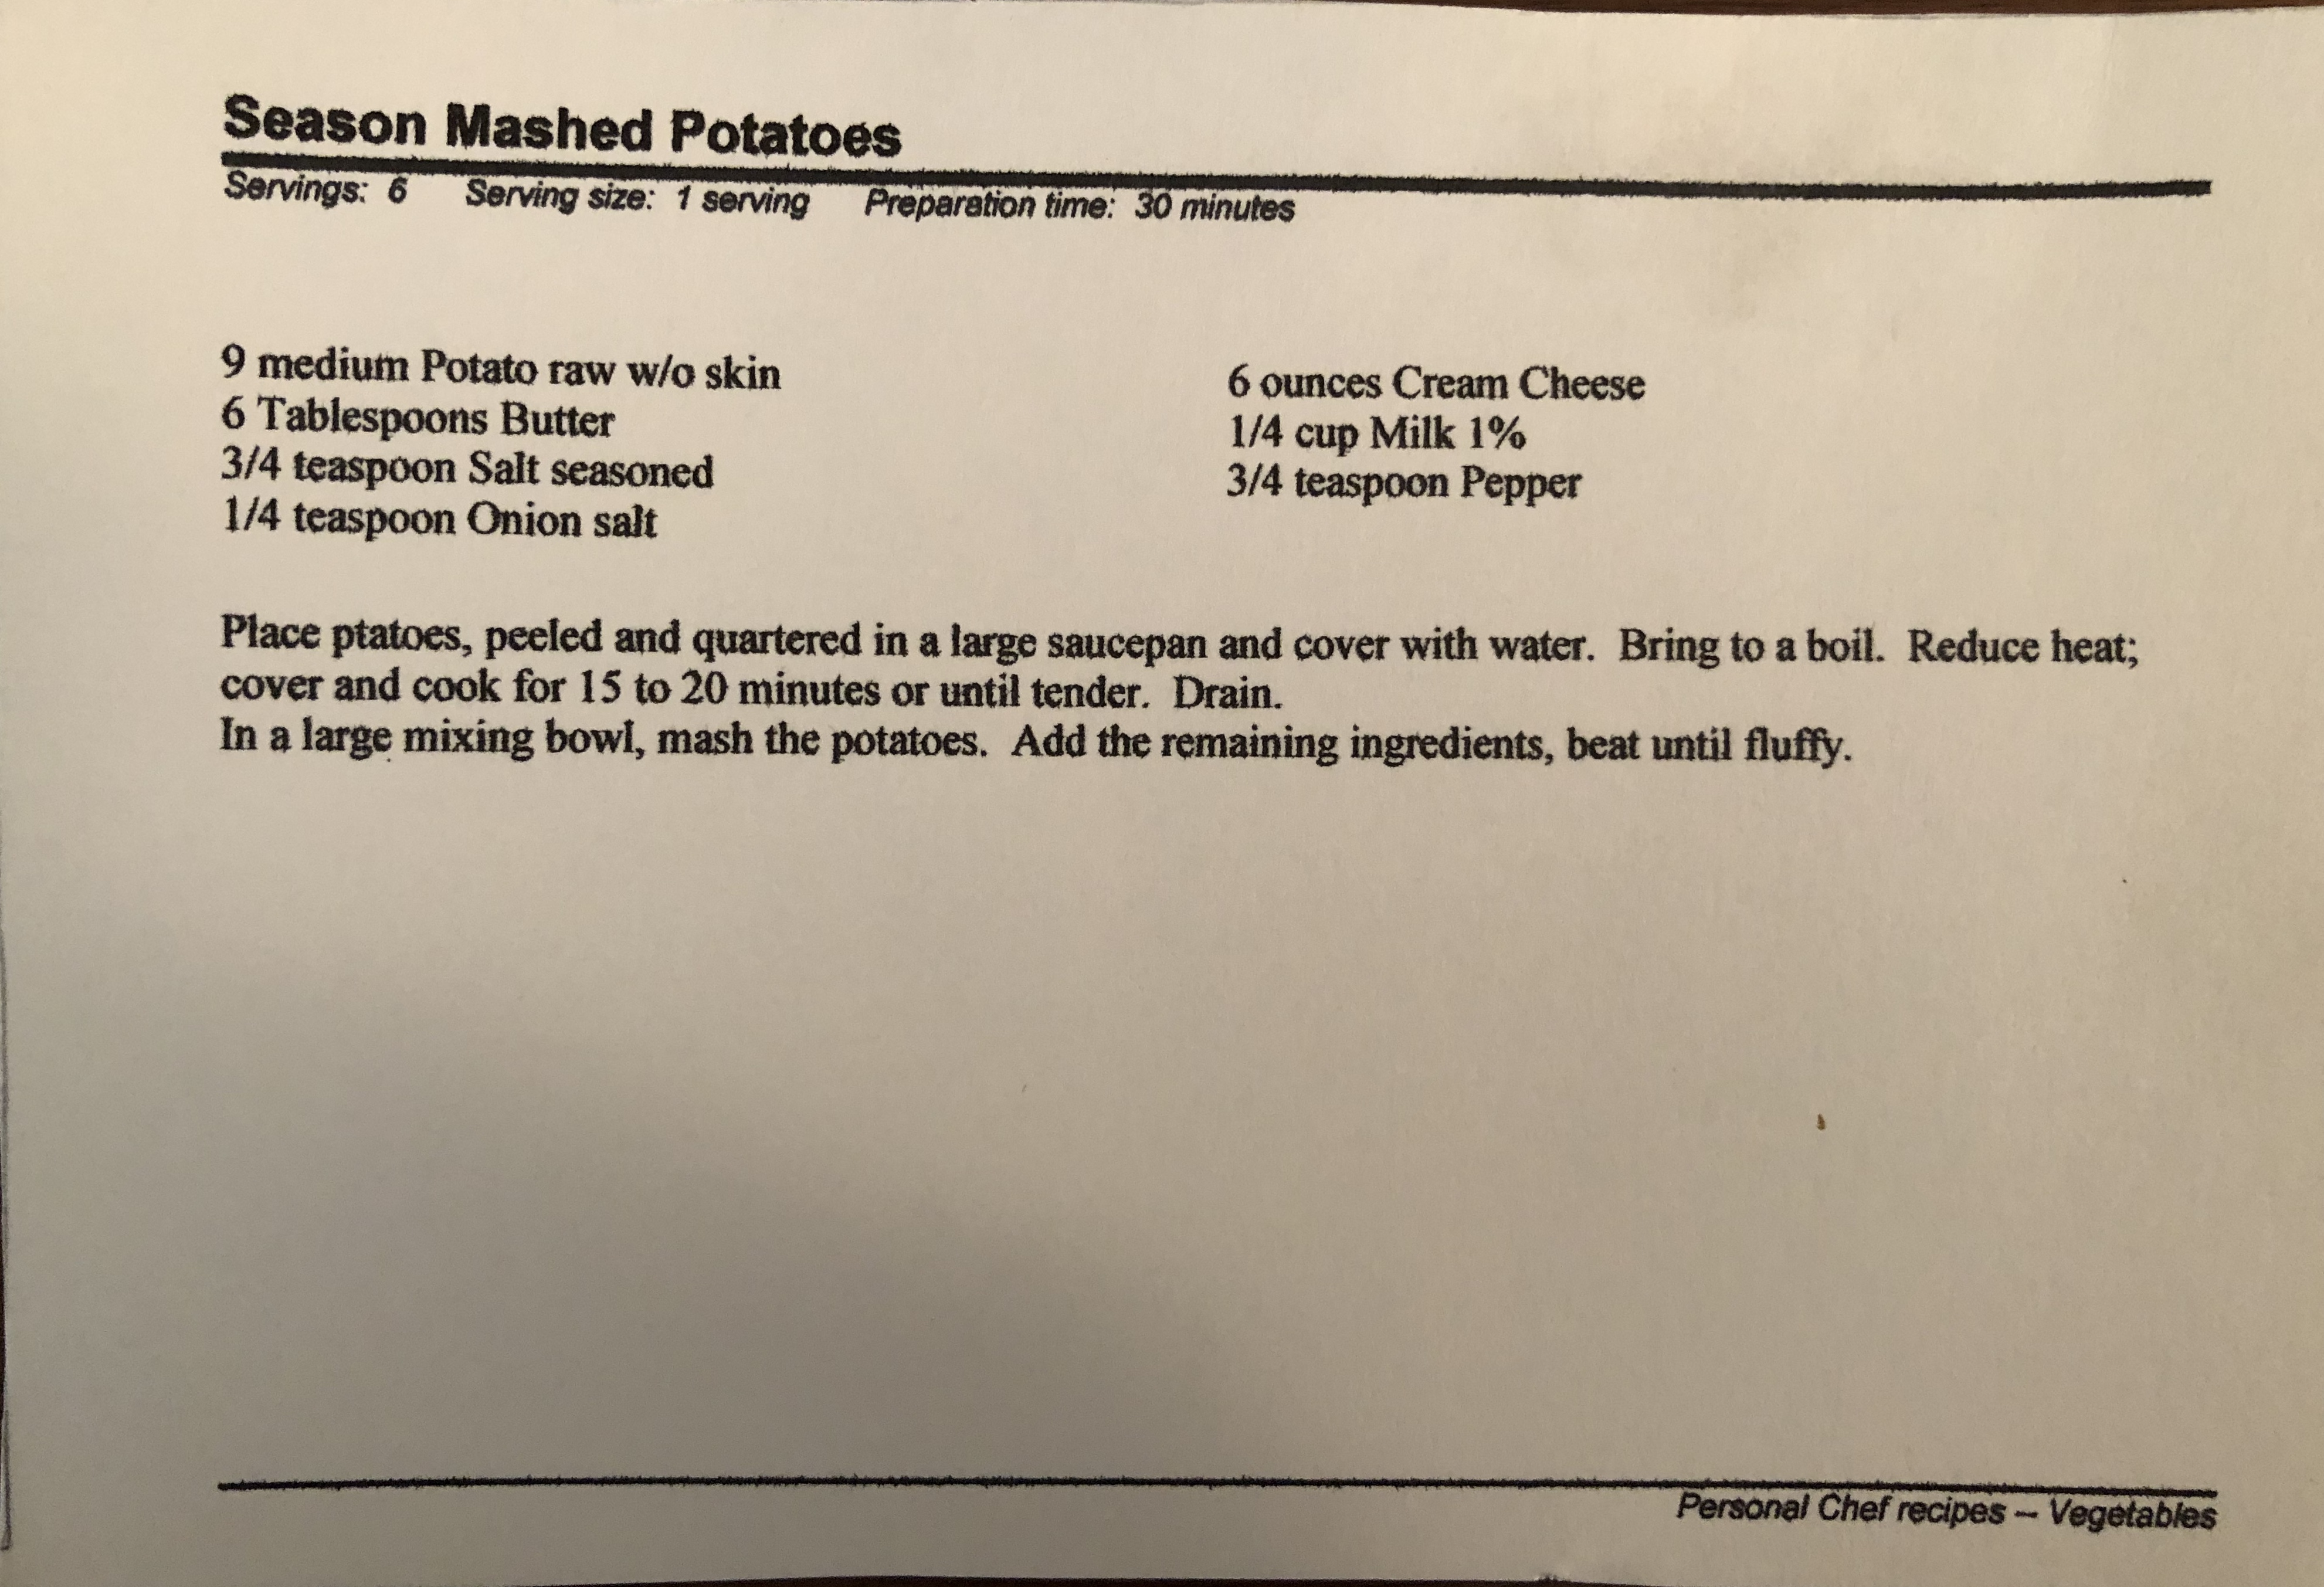 Season Mashed Potatoes
Servings: 6 Serving size: 1 serving Preparation time: 30 minutes
9 medium Potato raw w/o skin
6 Tablespoons Butter
3/4 teaspoon Salt seasoned
1/4 teaspoon Onion salt
6 ounces Cream Cheese
1/4 cup Milk 1%
3/4 teaspoon Pepper
Place ptatoes, peeled and quartered in a large saucepan and cover with water. Bring to a boil. Reduce heat;
cover and cook for 15 to 20 minutes or until tender. Drain.
In a large mixing bowl, mash the potatoes. Add the remaining ingredients, beat until fluffy.
Personal Chef recipes – Vegetables